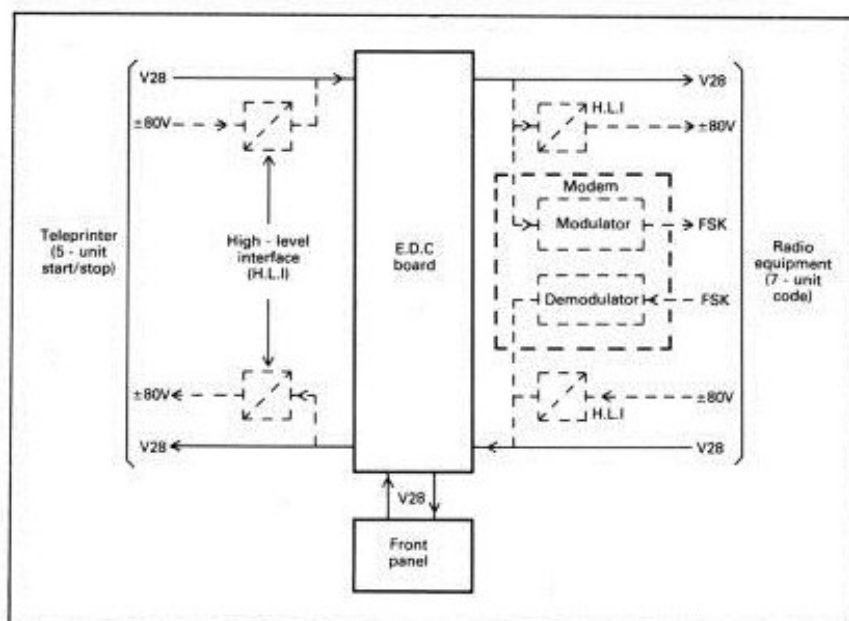 V28
±80V
Teleprinter
(5 - unit
start/stop)
High - level
interface
(H.L.I)
±80V
V28
E.D.C
board
V28
Front
panel
V28
H.L.I
±80V
Modem
Modulator
FSK
Demodulator
FSK
±80V
H.L.I
V28
Radio
equipment
(7 - unit
code)